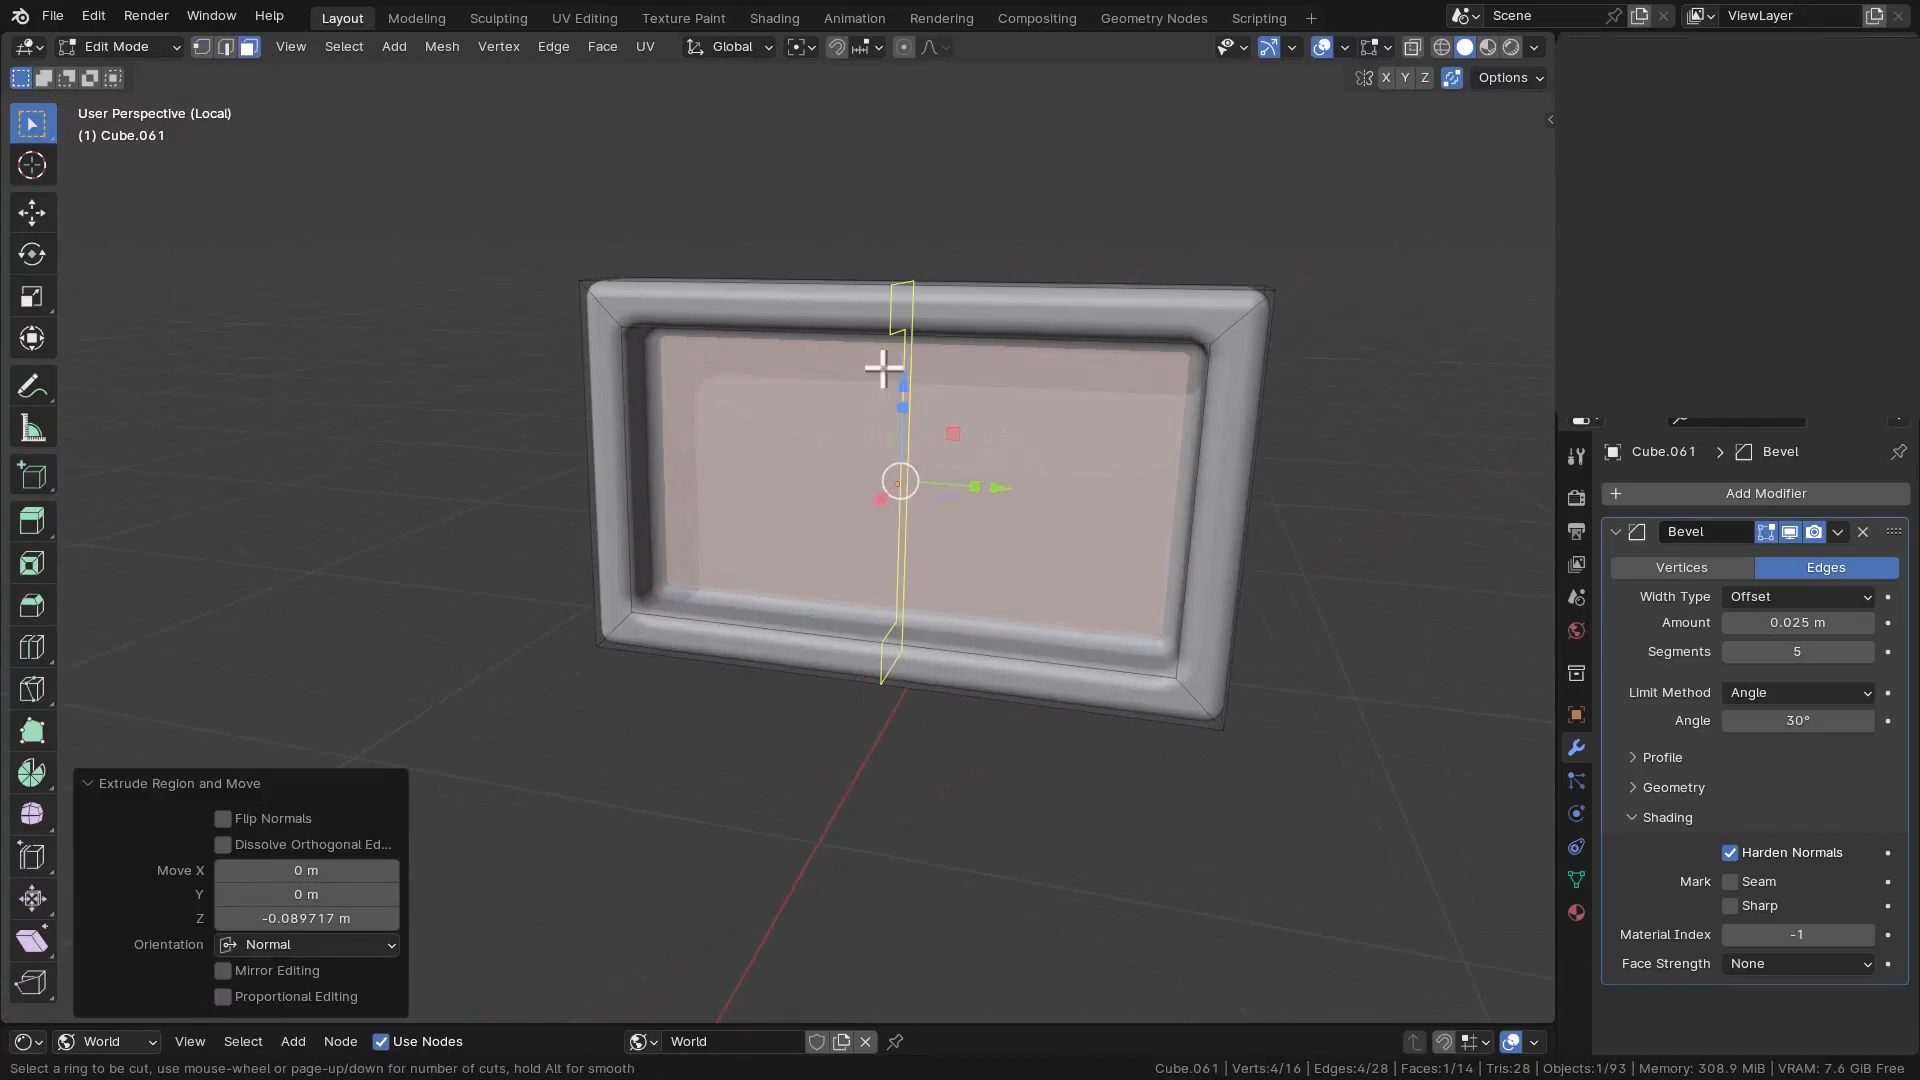 File Edit Render Window Help Layout Modeling Sculpting UV Editing Texture Paint Shading Animation Rendering Compositing Geometry Nodes Scripting + Scene ViewLayer
Edit Mode View Select Add Mesh Vertex Edge Face UV Global
X Y Z Options
User Perspective (Local)
(1) Cube.061
Cube.061 > Bevel
Add Modifier
Bevel
Vertices Edges
Width Type Offset
Amount 0.025 m
Segments 5
Limit Method Angle
Angle 30°
Profile
Geometry
Shading
Harden Normals
Mark Seam
Sharp
Material Index -1
Face Strength None
Extrude Region and Move
Flip Normals
Dissolve Orthogonal Ed...
Move X 0 m
Y 0 m
Z -0.089717 m
Orientation Normal
Mirror Editing
Proportional Editing
World View Select Add Node Use Nodes World
Select a ring to be cut, use mouse-wheel or page-up/down for number of cuts, hold Alt for smooth
Cube.061 | Verts:4/16 | Edges:4/28 | Faces:1/14 | Tris:28 | Objects:1/93 | Memory: 308.9 MiB | VRAM: 7.6 GiB Free